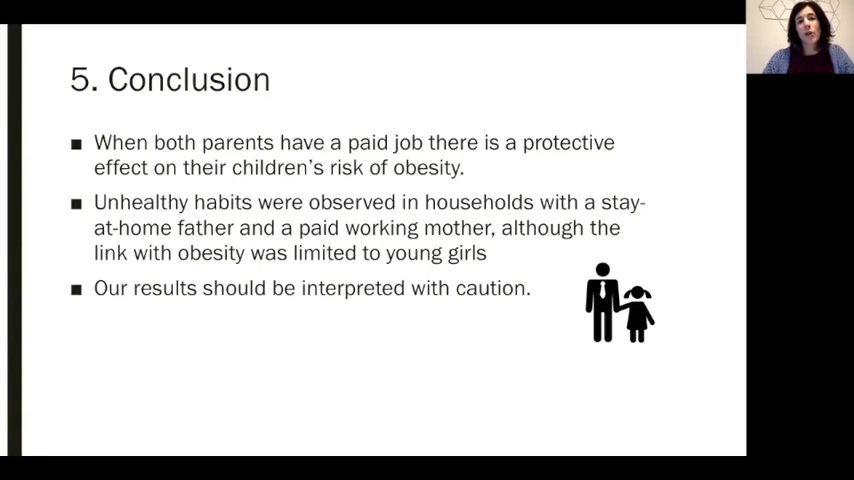 5. Conclusion
■ When both parents have a paid job there is a protective
effect on their children's risk of obesity.
■ Unhealthy habits were observed in households with a stay-
at-home father and a paid working mother, although the
link with obesity was limited to young girls
■ Our results should be interpreted with caution.